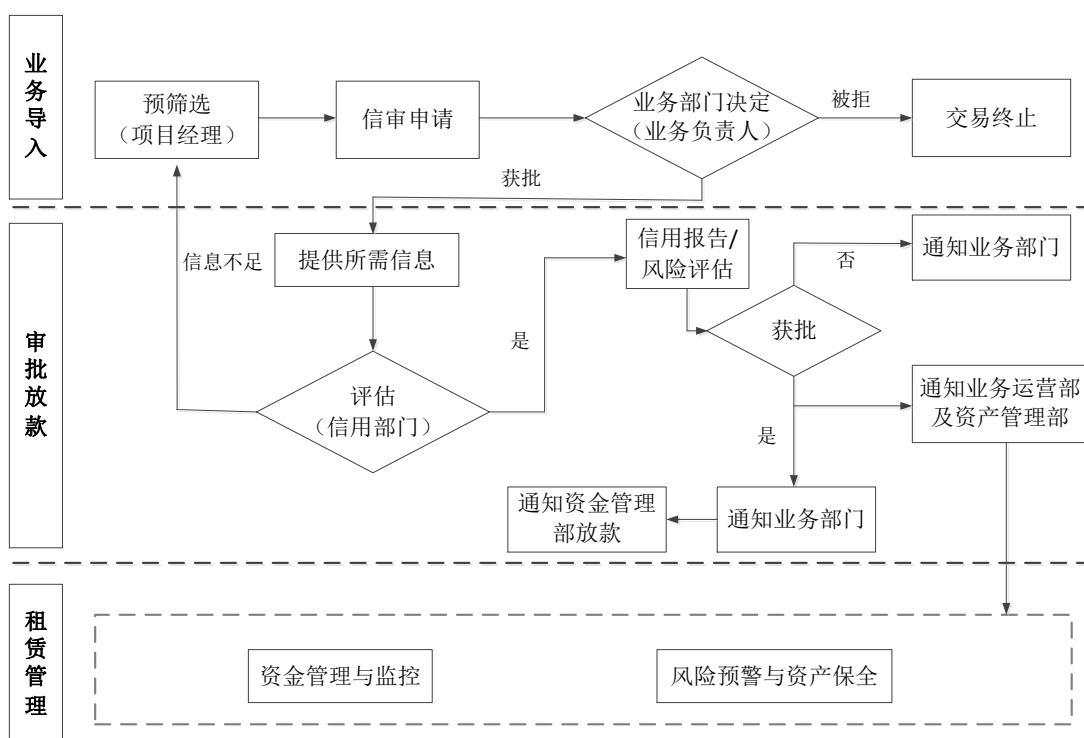 业务导入
预筛选
（项目经理）
信审申请
业务部门决定
（业务负责人）
被拒
交易终止
获批
审批放款
信息不足
提供所需信息
是
信用报告/
风险评估
否
通知业务部门
获批
评估
（信用部门）
通知业务运营部
及资产管理部
是
通知资金管理
部放款
通知业务部门
租赁管理
资金管理与监控
风险预警与资产保全